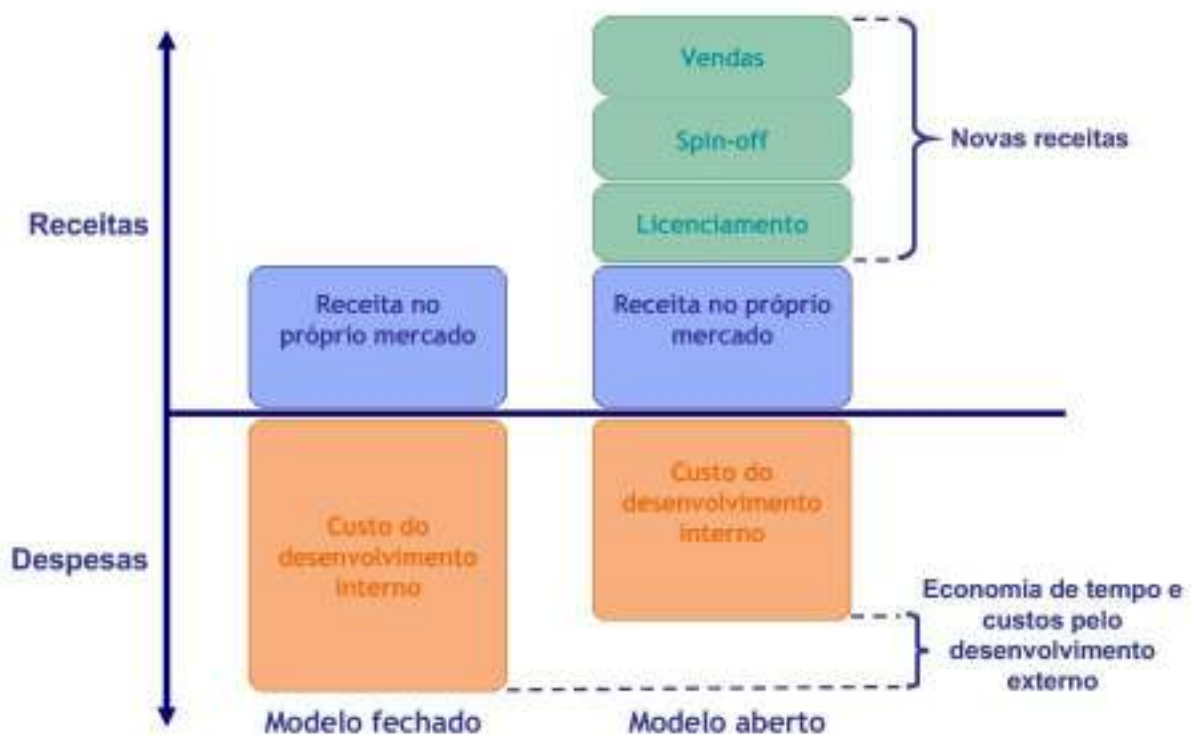 Vendas
Spin-off
Licenciamento
Novas receitas
Receitas
Receita no
próprio mercado
Receita no próprio
mercado
Despesas
Custo do
desenvolvimento
interno
Custo do
desenvolvimento
interno
Economia de tempo e
custos pelo
desenvolvimento
externo
Modelo fechado
Modelo aberto